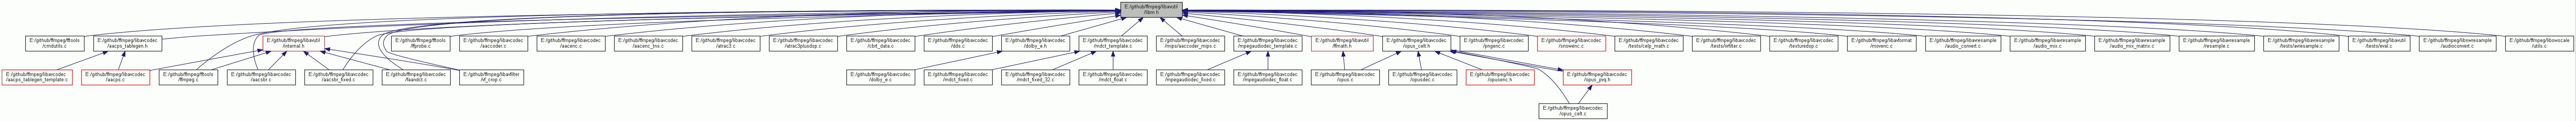 E:/github/ffmpeg/libavutil
/libm.h
E:/github/ffmpeg/fftools
/cmdutils.c
E:/github/ffmpeg/libavcodec
/aacps_tablegen.h
E:/github/ffmpeg/libavutil
/internal.h
E:/github/ffmpeg/fftools
/ffprobe.c
E:/github/ffmpeg/libavcodec
/aaccoder.c
E:/github/ffmpeg/libavcodec
/aacenc.c
E:/github/ffmpeg/libavcodec
/aacenc_tns.c
E:/github/ffmpeg/libavcodec
/atrac3.c
E:/github/ffmpeg/libavcodec
/atrac3plusdsp.c
E:/github/ffmpeg/libavcodec
/cbrt_data.c
E:/github/ffmpeg/libavcodec
/dds.c
E:/github/ffmpeg/libavcodec
/dolby_e.h
E:/github/ffmpeg/libavcodec
/mdct_template.c
E:/github/ffmpeg/libavcodec
/mips/aaccoder_mips.c
E:/github/ffmpeg/libavcodec
/mpegaudiodec_template.c
E:/github/ffmpeg/libavutil
/ffmath.h
E:/github/ffmpeg/libavcodec
/opus_celt.h
E:/github/ffmpeg/libavcodec
/pngenc.c
E:/github/ffmpeg/libavcodec
/snowenc.c
E:/github/ffmpeg/libavcodec
/tests/celp_math.c
E:/github/ffmpeg/libavcodec
/tests/iirfilter.c
E:/github/ffmpeg/libavcodec
/texturedsp.c
E:/github/ffmpeg/libavformat
/movenc.c
E:/github/ffmpeg/libavresample
/audio_convert.c
E:/github/ffmpeg/libavresample
/audio_mix.c
E:/github/ffmpeg/libavresample
/audio_mix_matrix.c
E:/github/ffmpeg/libavresample
/resample.c
E:/github/ffmpeg/libavresample
/tests/avresample.c
E:/github/ffmpeg/libavutil
/tests/eval.c
E:/github/ffmpeg/libswresample
/audioconvert.c
E:/github/ffmpeg/libswscale
/utils.c
E:/github/ffmpeg/libavcodec
/aacps_tablegen_template.c
E:/github/ffmpeg/libavcodec
/aacps.c
E:/github/ffmpeg/fftools
/ffmpeg.c
E:/github/ffmpeg/libavcodec
/aacsbr.c
E:/github/ffmpeg/libavcodec
/aacsbr_fixed.c
E:/github/ffmpeg/libavcodec
/faandct.c
E:/github/ffmpeg/libavfilter
/vf_crop.c
E:/github/ffmpeg/libavcodec
/dolby_e.c
E:/github/ffmpeg/libavcodec
/mdct_fixed.c
E:/github/ffmpeg/libavcodec
/mdct_fixed_32.c
E:/github/ffmpeg/libavcodec
/mdct_float.c
E:/github/ffmpeg/libavcodec
/mpegaudiodec_fixed.c
E:/github/ffmpeg/libavcodec
/mpegaudiodec_float.c
E:/github/ffmpeg/libavcodec
/opus.c
E:/github/ffmpeg/libavcodec
/opusdec.c
E:/github/ffmpeg/libavcodec
/opusenc.h
E:/github/ffmpeg/libavcodec
/opus_pvq.h
E:/github/ffmpeg/libavcodec
/opus_celt.c